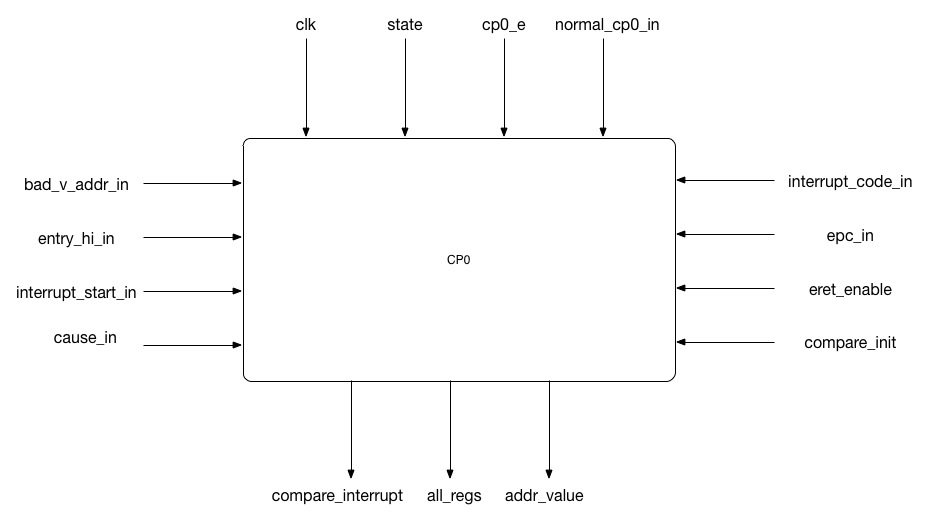 clk state cp0_e normal_cp0_in
bad_v_addr_in
interrupt_code_in
entry_hi_in
epc_in
CP0
interrupt_start_in
eret_enable
cause_in
compare_init
compare_interrupt all_regs addr_value